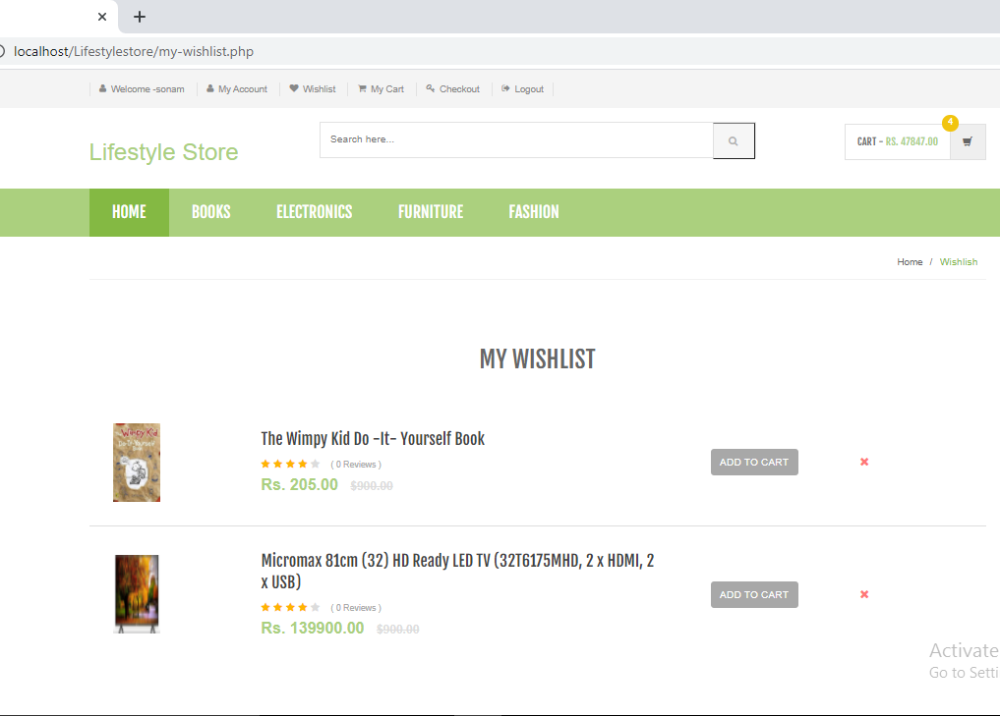 localhost/Lifestylestore/my-wishlist.php
Welcome -sonam My Account Wishlist My Cart Checkout Logout
Lifestyle Store
Search here...
4
CART - RS. 47847.00
HOME BOOKS ELECTRONICS FURNITURE FASHION
Home / Wishlish
MY WISHLIST
Wimpy Kid
Do-It-Yourself
Book
The Wimpy Kid Do -It- Yourself Book
( 0 Reviews )
Rs. 205.00 $900.00
ADD TO CART
Micromax 81cm (32) HD Ready LED TV (32T6175MHD, 2 x HDMI, 2
x USB)
( 0 Reviews )
Rs. 139900.00 $900.00
ADD TO CART
Activate
Go to Setti